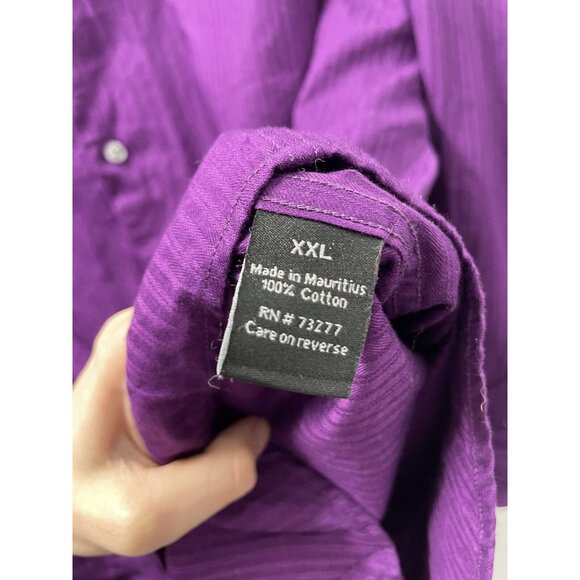 XXL
Made in Mauritius
100% Cotton
RN # 73277
Care on reverse